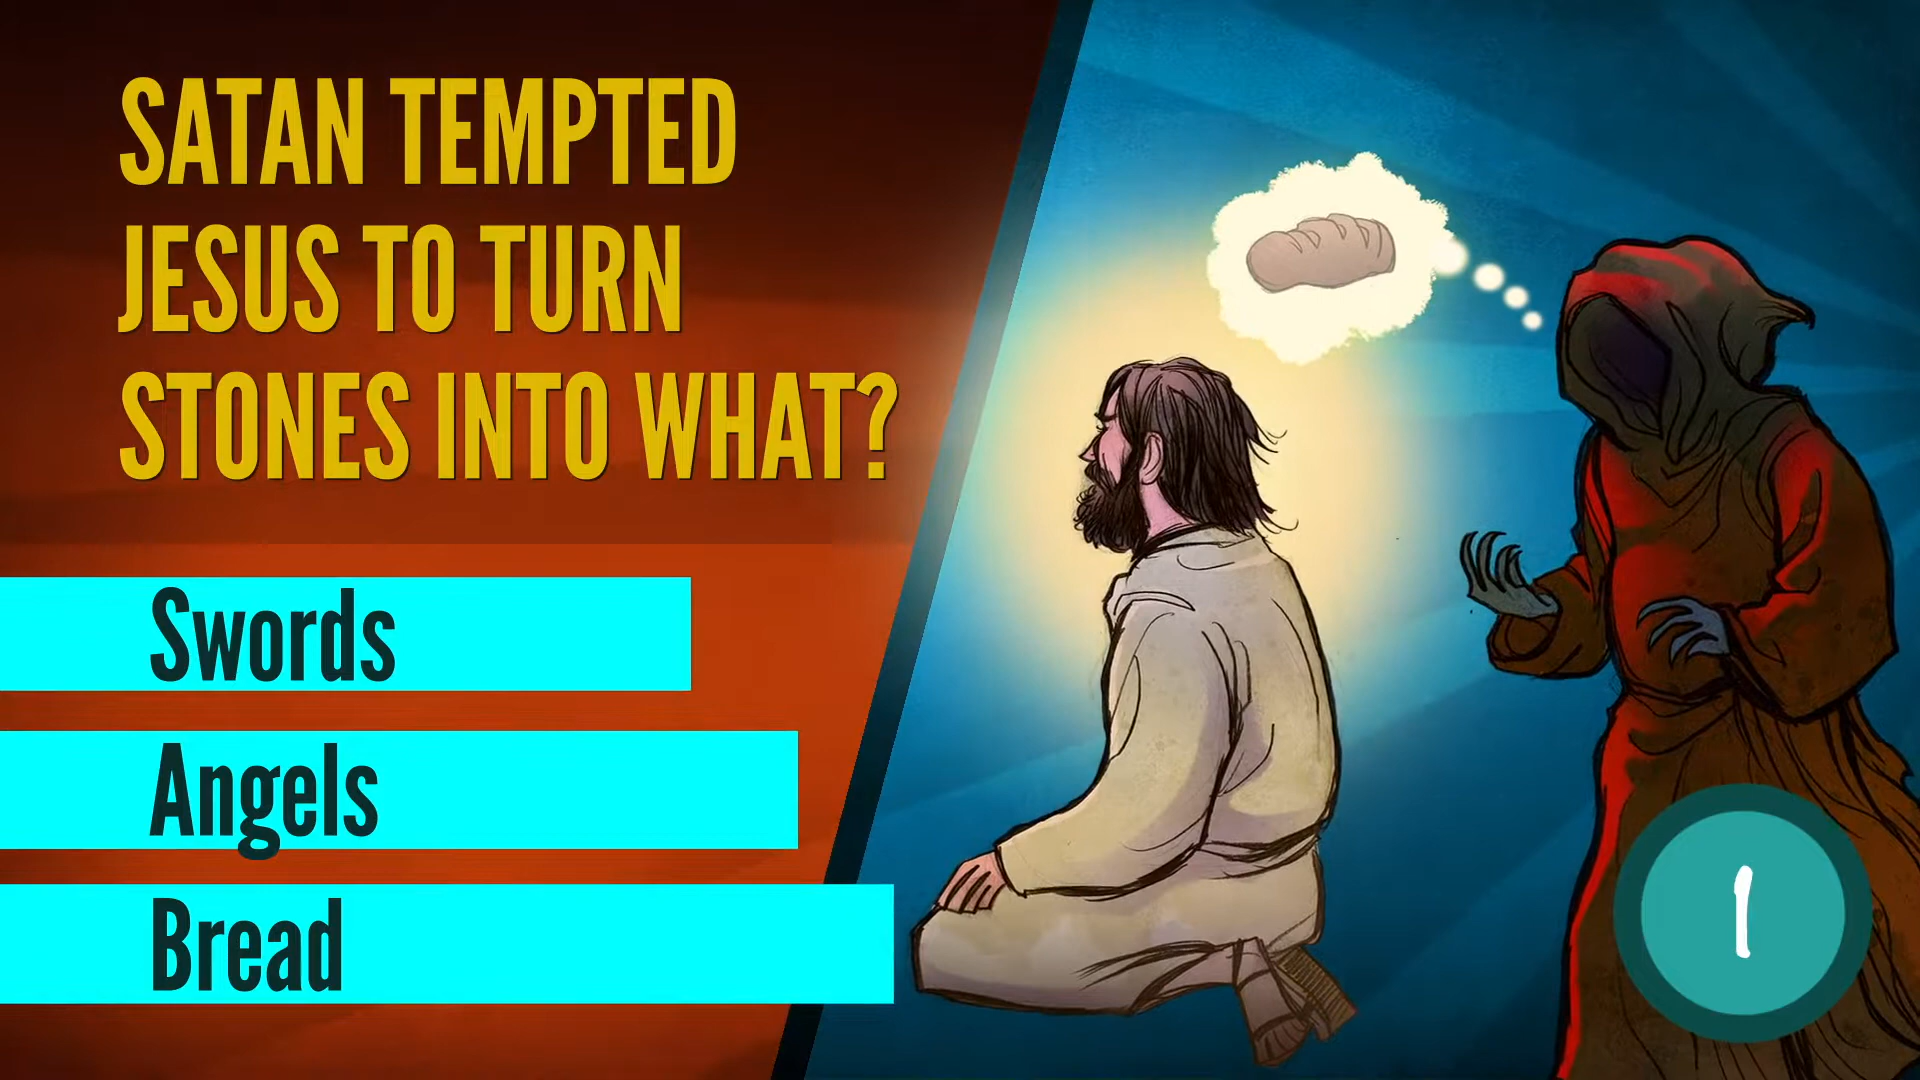 SATAN TEMPTED
JESUS TO TURN
STONES INTO WHAT?
Swords
Angels
Bread
1